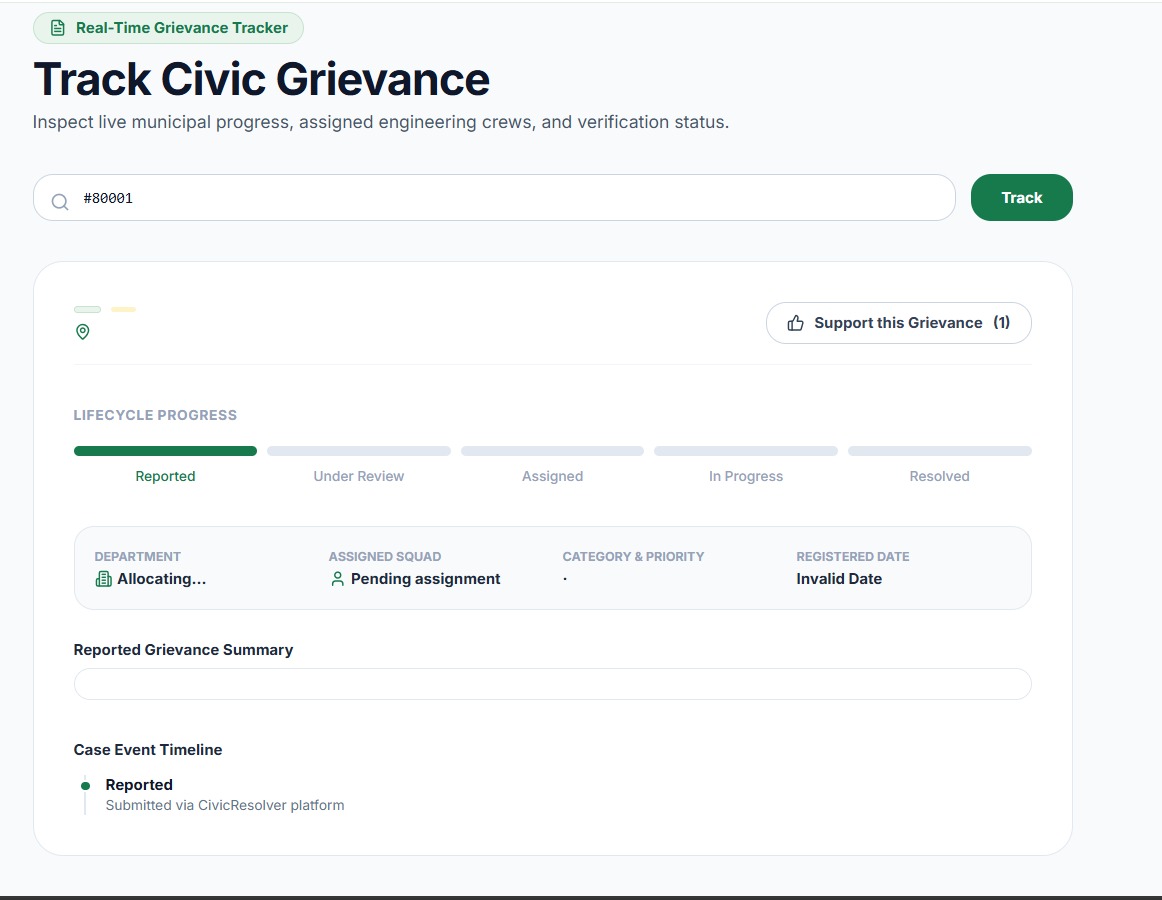 Real-Time Grievance Tracker
Track Civic Grievance
Inspect live municipal progress, assigned engineering crews, and verification status.
#80001
Track
Support this Grievance (1)
LIFECYCLE PROGRESS
Reported
Under Review
Assigned
In Progress
Resolved
DEPARTMENT
Allocating...
ASSIGNED SQUAD
Pending assignment
CATEGORY & PRIORITY
·
REGISTERED DATE
Invalid Date
Reported Grievance Summary
Case Event Timeline
Reported
Submitted via CivicResolver platform